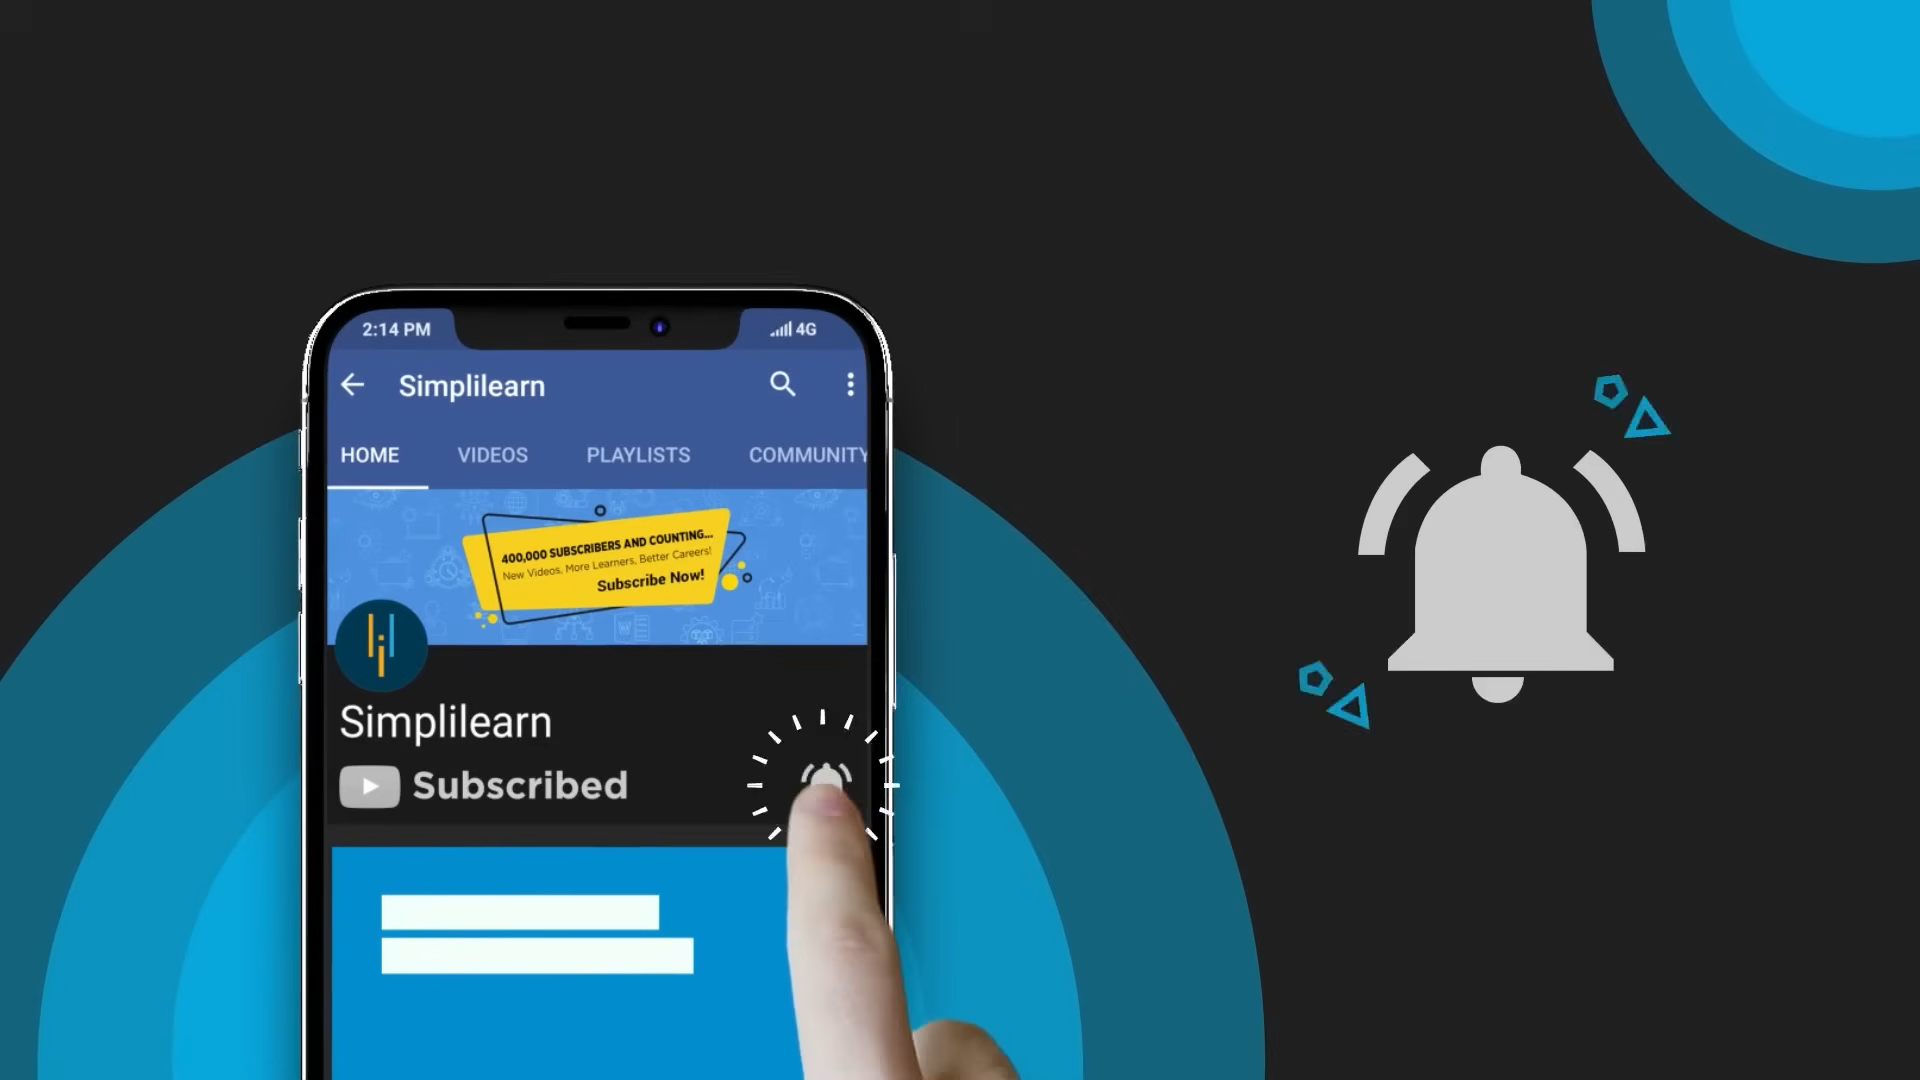 2:14 PM
4G
Simplilearn
HOME
VIDEOS
PLAYLISTS
COMMUNITY
400,000 SUBSCRIBERS AND COUNTING...
New Videos, More Learners, Better Careers!
Subscribe Now!
Simplilearn
Subscribed